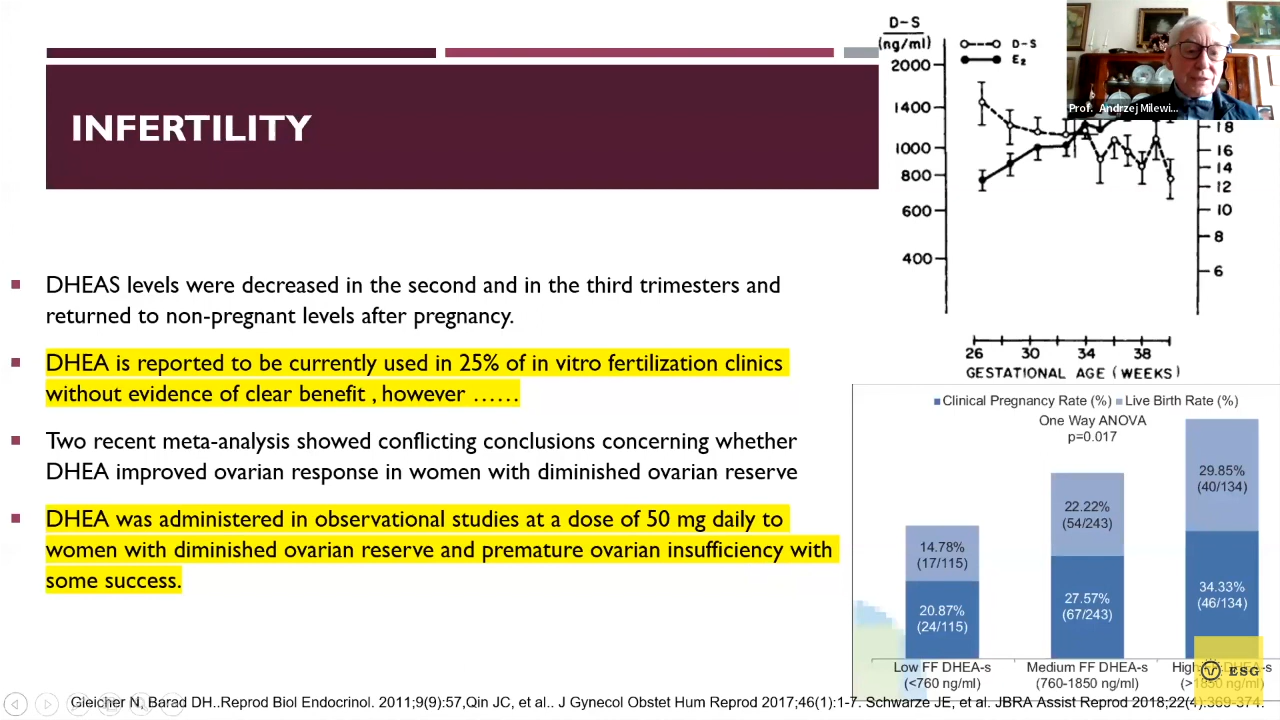 INFERTILITY
DHEAS levels were decreased in the second and in the third trimesters and
returned to non-pregnant levels after pregnancy.
DHEA is reported to be currently used in 25% of in vitro fertilization clinics
without evidence of clear benefit , however ……
Two recent meta-analysis showed conflicting conclusions concerning whether
DHEA improved ovarian response in women with diminished ovarian reserve
DHEA was administered in observational studies at a dose of 50 mg daily to
women with diminished ovarian reserve and premature ovarian insufficiency with
some success.
D-S
(ng/ml)
D-S
E₂
2000
1400
1000
800
600
400
18
16
14
12
10
8
6
26 30 34 38
GESTATIONAL AGE (WEEKS)
Prof. Andrzej Milewi...
Clinical Pregnancy Rate (%) Live Birth Rate (%)
One Way ANOVA
p=0.017
14.78%
(17/115)
20.87%
(24/115)
22.22%
(54/243)
27.57%
(67/243)
29.85%
(40/134)
34.33%
(46/134)
Low FF DHEA-s
(<760 ng/ml)
Medium FF DHEA-s
(760-1850 ng/ml)
High DHEA-s
(>1850 ng/ml)
ESG
Gleicher N, Barad DH..Reprod Biol Endocrinol. 2011;9(9):57,Qin JC, et al.. J Gynecol Obstet Hum Reprod 2017;46(1):1-7. Schwarze JE, et al. JBRA Assist Reprod 2018;22(4):369-374.